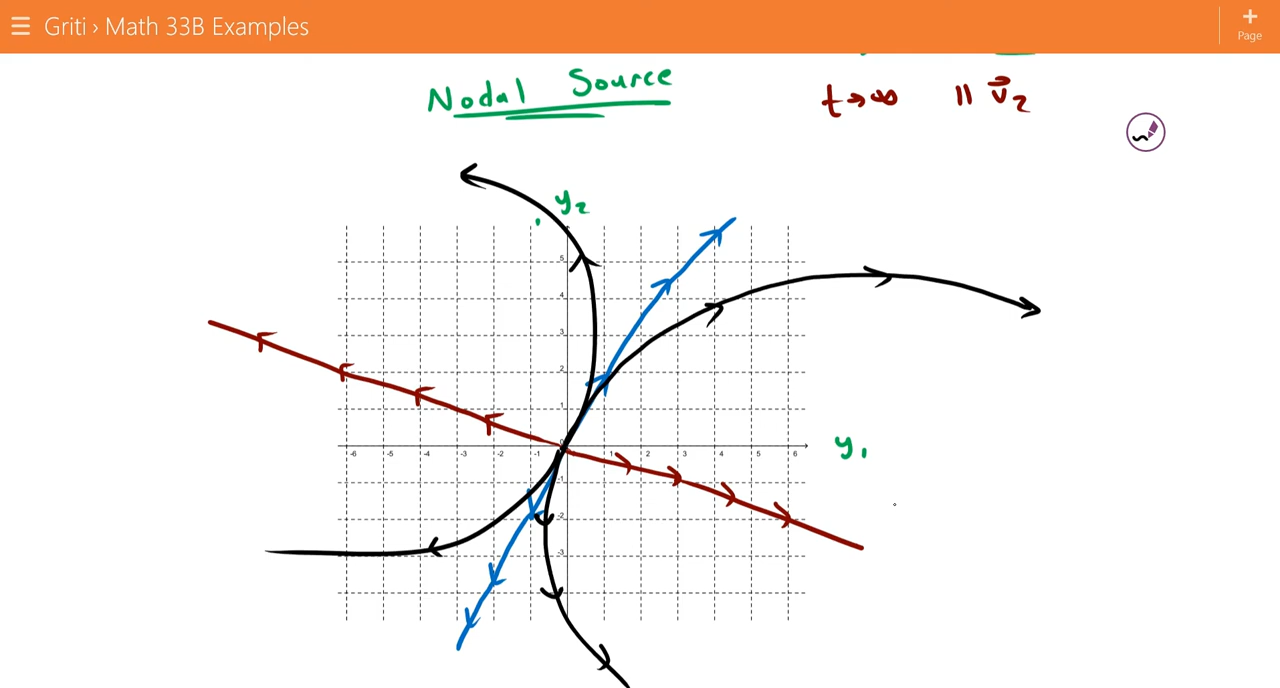 Griti › Math 33B Examples
Page
Nodal Source
t→∞ || v⃗₂
y₂
5
4
3
2
1
0
-6 -5 -4 -3 -2 -1 1 2 3 4 5 6
-1
-2
-3
y₁